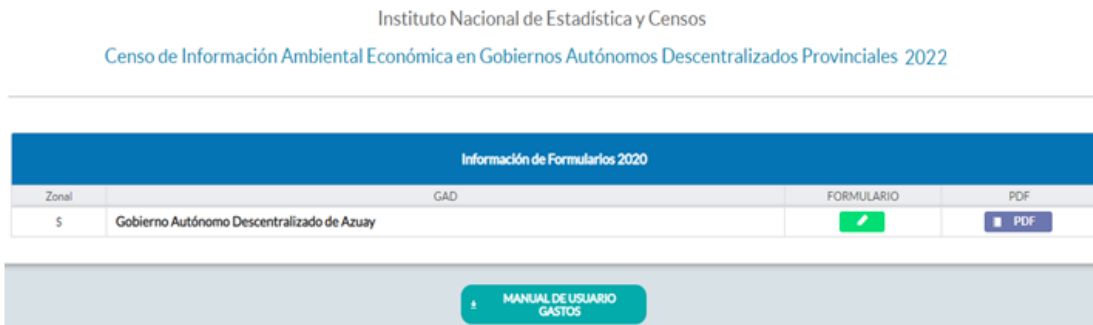 Instituto Nacional de Estadística y Censos
Censo de Información Ambiental Económica en Gobiernos Autónomos Descentralizados Provinciales 2022
Información de Formularios 2020
Zonal GAD FORMULARIO PDF
S Gobierno Autónomo Descentralizado de Azuay PDF
MANUAL DE USUARIO
GASTOS